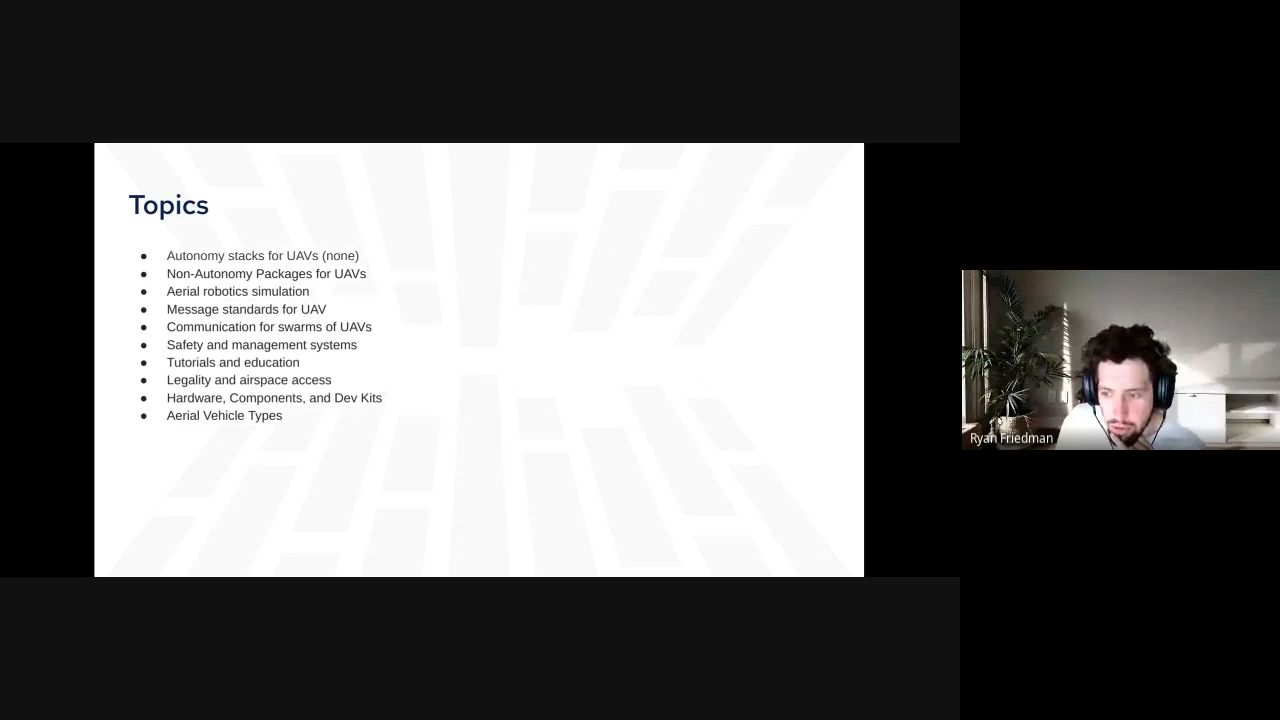 Topics
● Autonomy stacks for UAVs (none)
● Non-Autonomy Packages for UAVs
● Aerial robotics simulation
● Message standards for UAV
● Communication for swarms of UAVs
● Safety and management systems
● Tutorials and education
● Legality and airspace access
● Hardware, Components, and Dev Kits
● Aerial Vehicle Types
Ryan Friedman